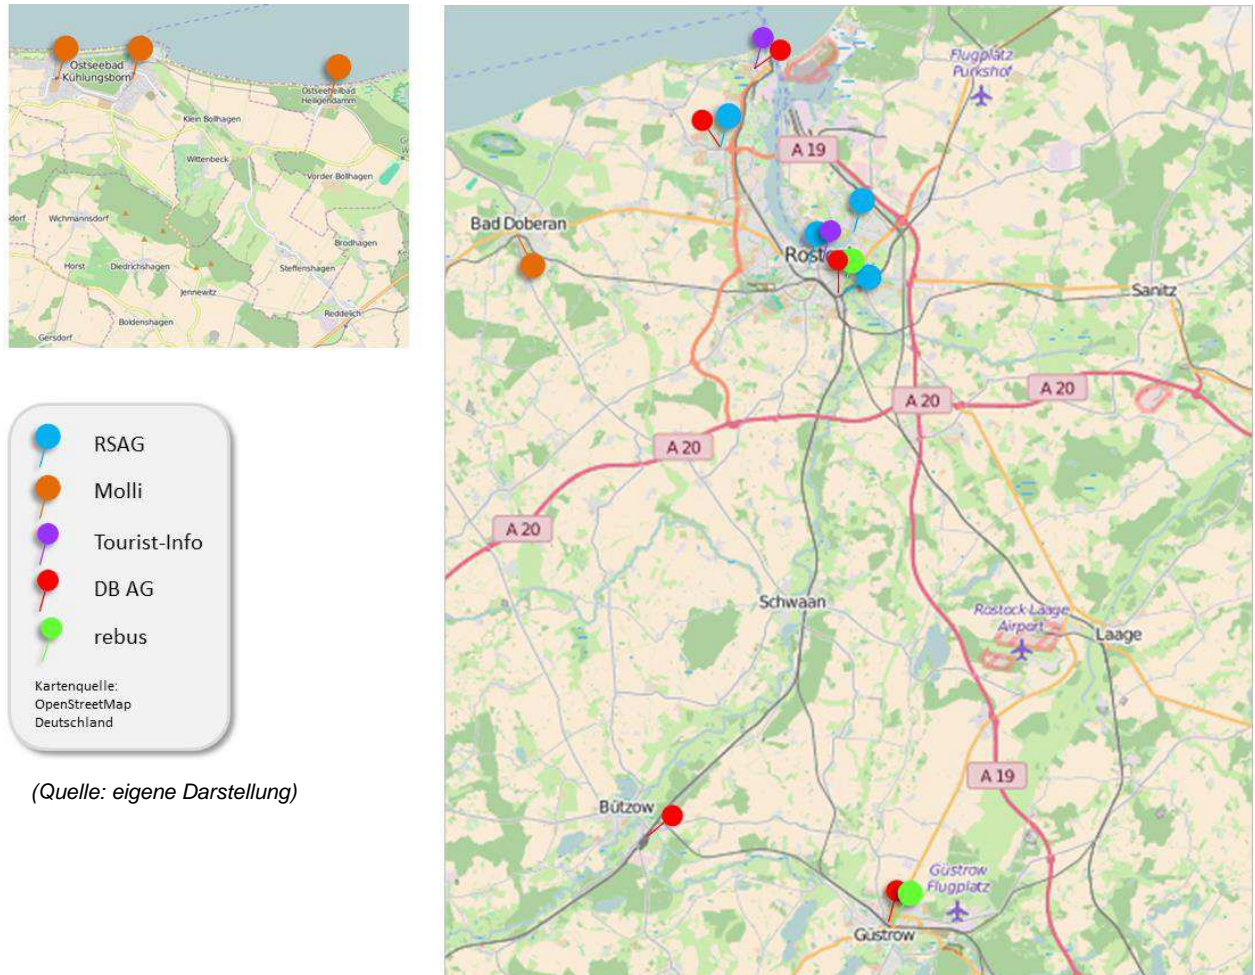 Ostseebad
Kühlungsborn
Ostseeheilbad
Heiligendamm
Klein Bollhagen
Wittenbeck
Vorder Bollhagen
Wichmannsdorf
Brodhagen
Horst
Diedrichshagen
Steffenshagen
Jennewitz
Boldenshagen
Reddelich
Gersdorf
RSAG
Molli
Tourist-Info
DB AG
rebus
Kartenquelle:
OpenStreetMap
Deutschland
(Quelle: eigene Darstellung)
Flugplatz
Purkshof
A 19
Bad Doberan
Sanitz
A 20
A 20
A 20
A 20
Schwaan
Rostock-Laage
Airport
Laage
A 19
Bützow
Güstrow
Flugplatz
Güstrow